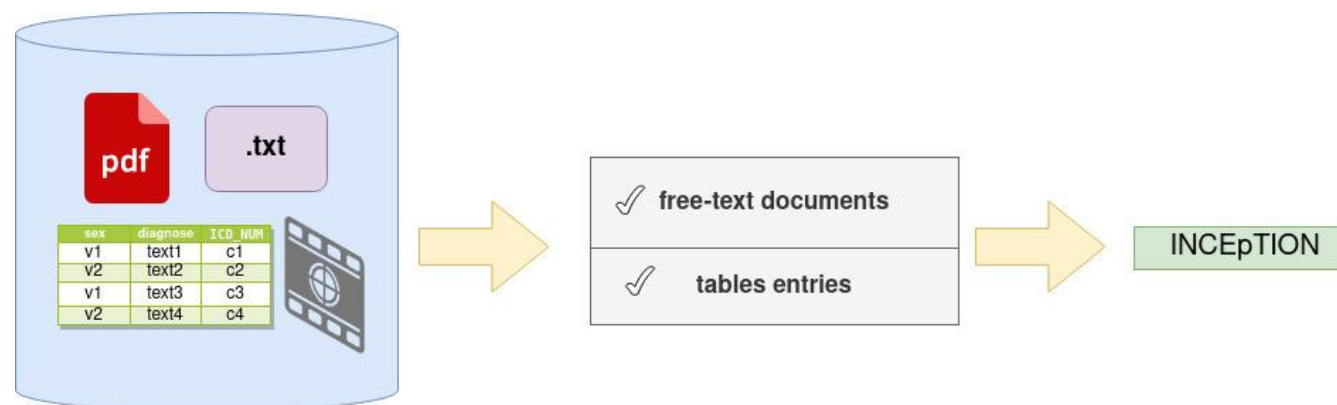 pdf
.txt
sex diagnose ICD_NUM
v1 text1 c1
v2 text2 c2
v1 text3 c3
v2 text4 c4
free-text documents
tables entries
INCEpTION